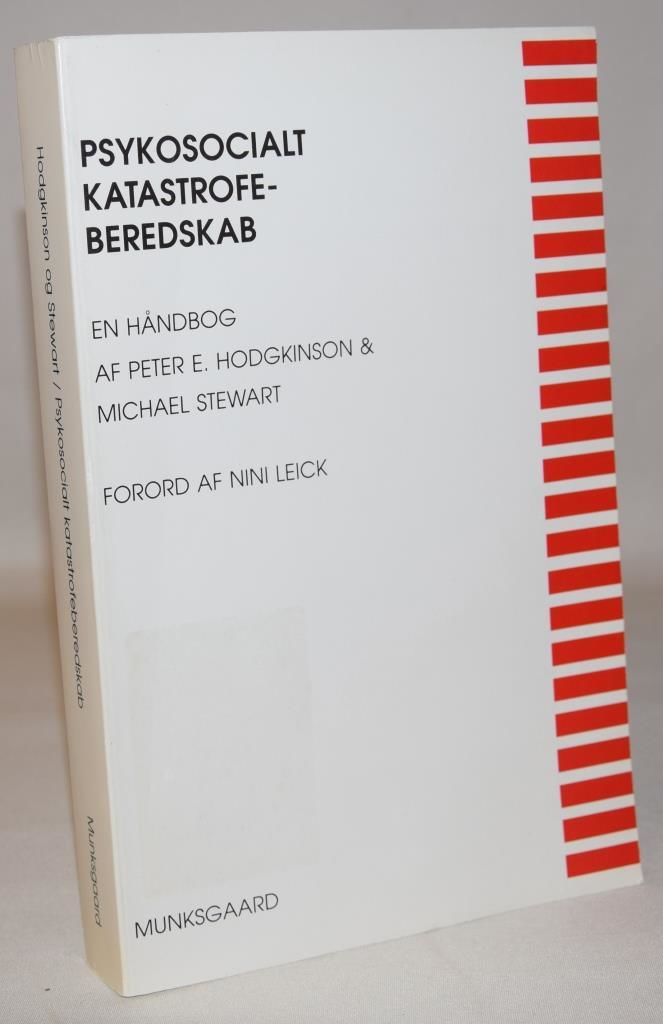 PSYKOSOCIALT
KATASTROFE-
BEREDSKAB
EN HÅNDBOG
AF PETER E. HODGKINSON &
MICHAEL STEWART
FORORD AF NINI LEICK
MUNKSGAARD
Hodgkinson og Stewart / Psykosocialt katastrofeberedskab
Munksgaard